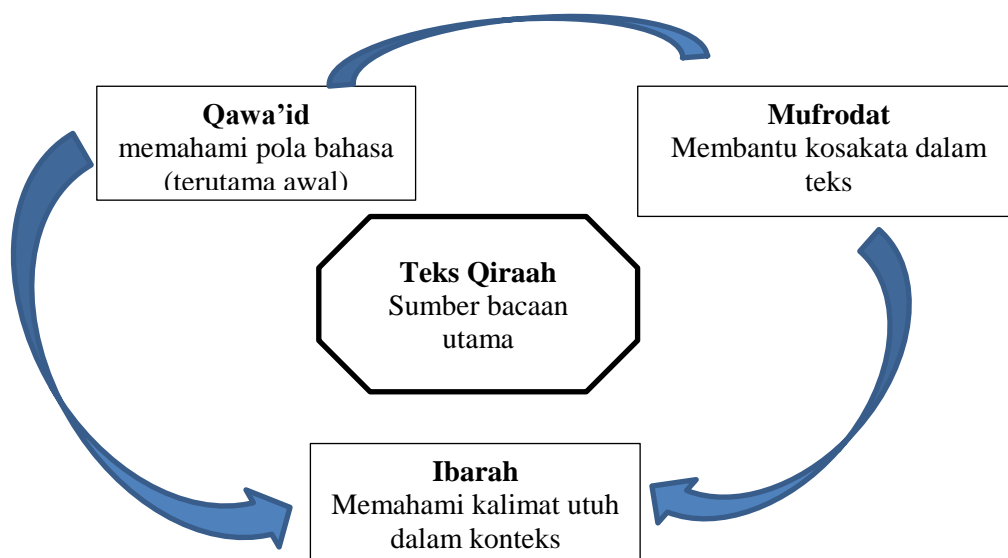 Qawa’id
memahami pola bahasa
(terutama awal)
Mufrodat
Membantu kosakata dalam
teks
Teks Qiraah
Sumber bacaan
utama
Ibarah
Memahami kalimat utuh
dalam konteks